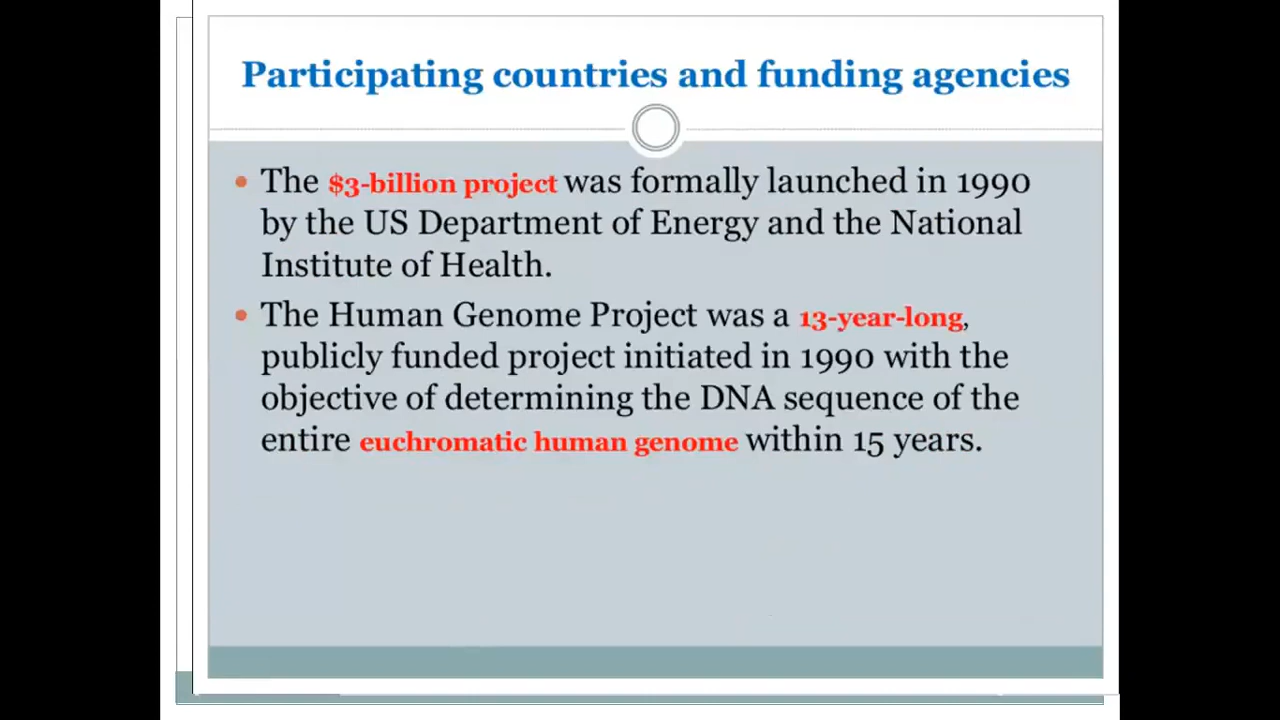 Participating countries and funding agencies
• The $3-billion project was formally launched in 1990
by the US Department of Energy and the National
Institute of Health.
• The Human Genome Project was a 13-year-long,
publicly funded project initiated in 1990 with the
objective of determining the DNA sequence of the
entire euchromatic human genome within 15 years.